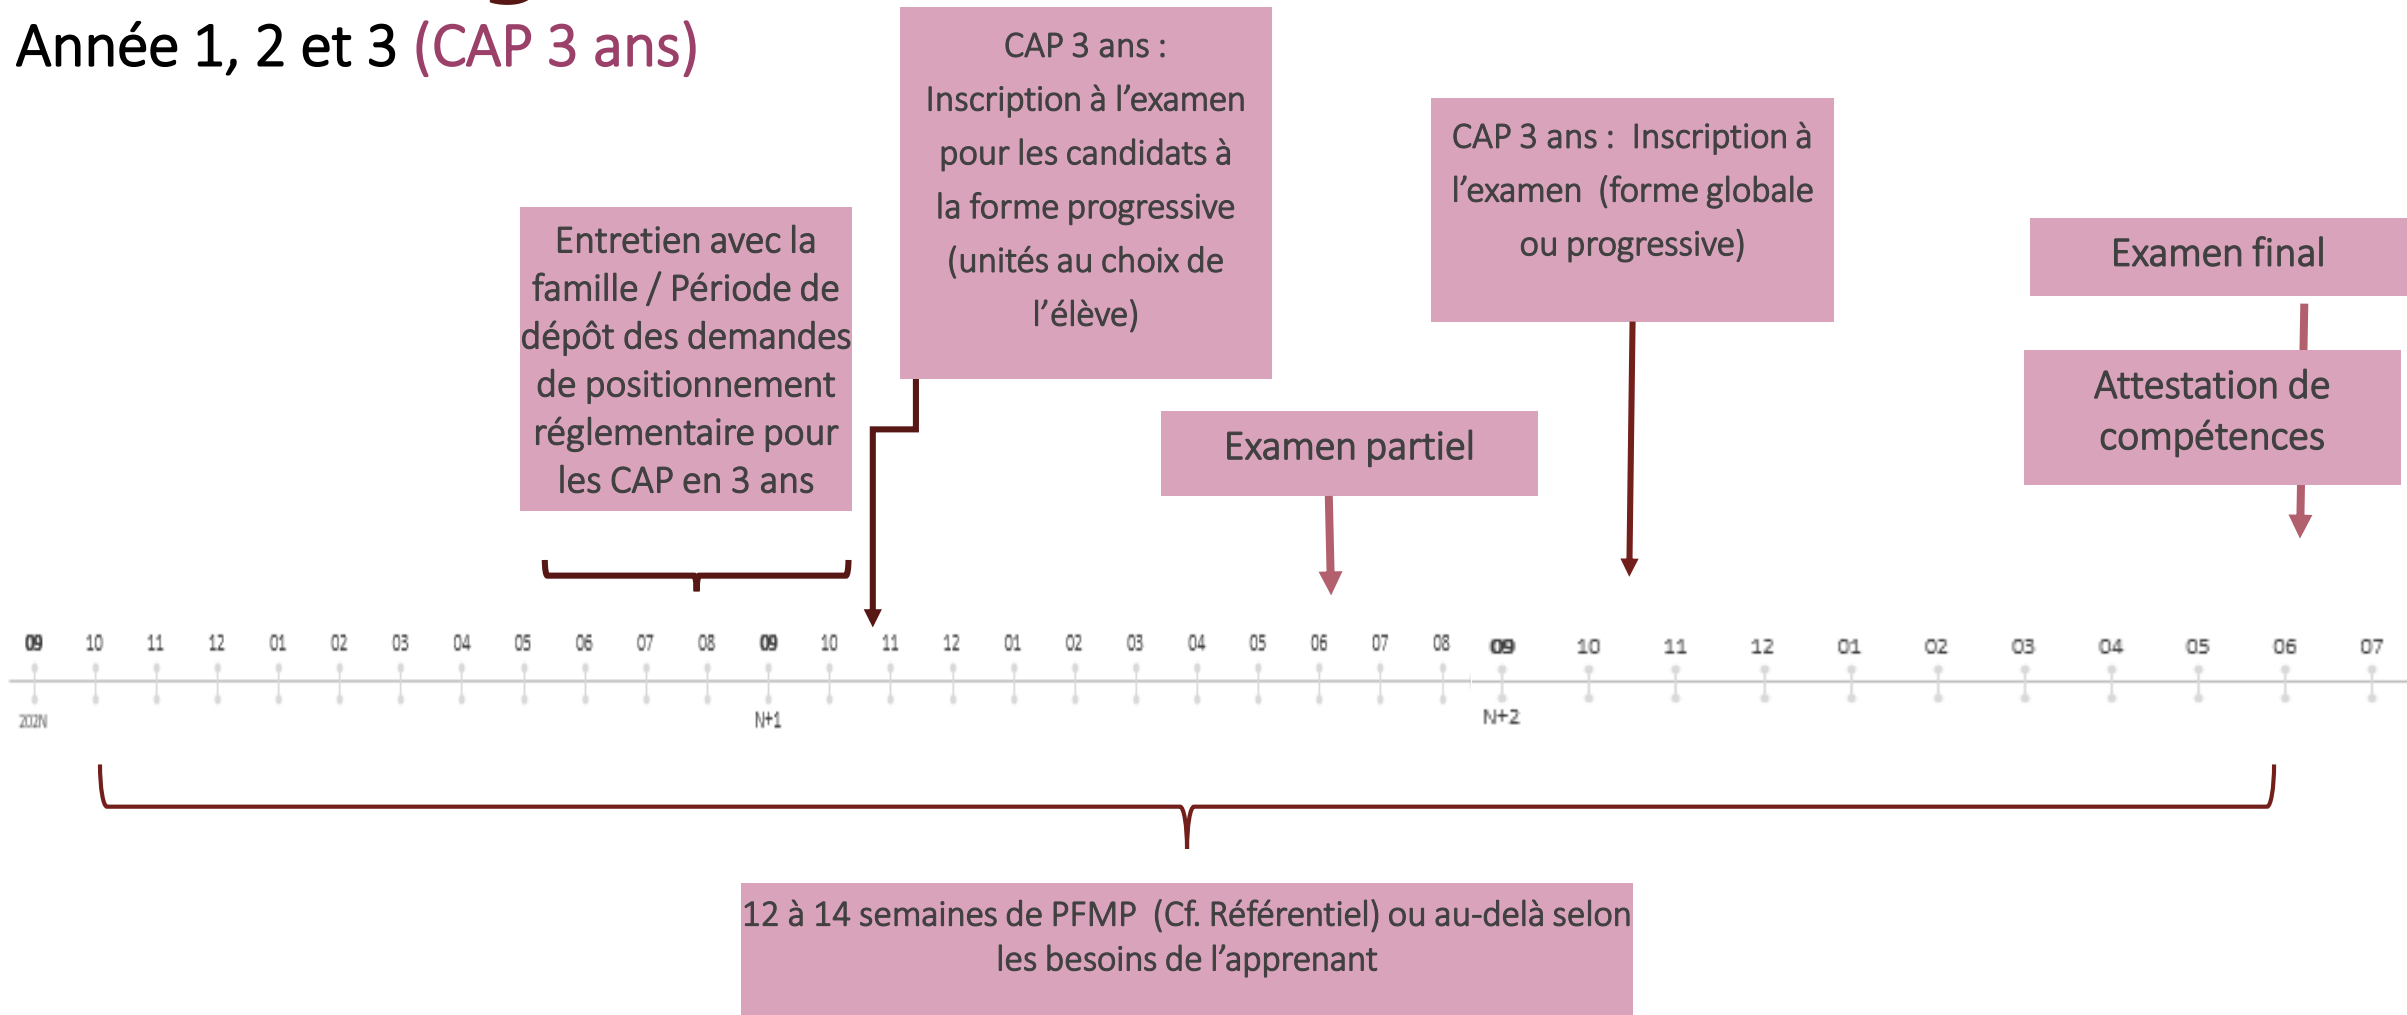 Année 1, 2 et 3 (CAP 3 ans)
CAP 3 ans :
Inscription à l’examen
pour les candidats à
la forme progressive
(unités au choix de
l’élève)
CAP 3 ans :  Inscription à
l’examen  (forme globale
ou progressive)
Entretien avec la
famille / Période de
dépôt des demandes
de positionnement
réglementaire pour
les CAP en 3 ans
Examen final
Attestation de
compétences
Examen partiel
09 10 11 12 01 02 03 04 05 06 07 08 09 10 11 12 01 02 03 04 05 06 07 08 09 10 11 12 01 02 03 04 05 06 07
202N N+1 N+2
12 à 14 semaines de PFMP  (Cf. Référentiel) ou au-delà selon
les besoins de l’apprenant